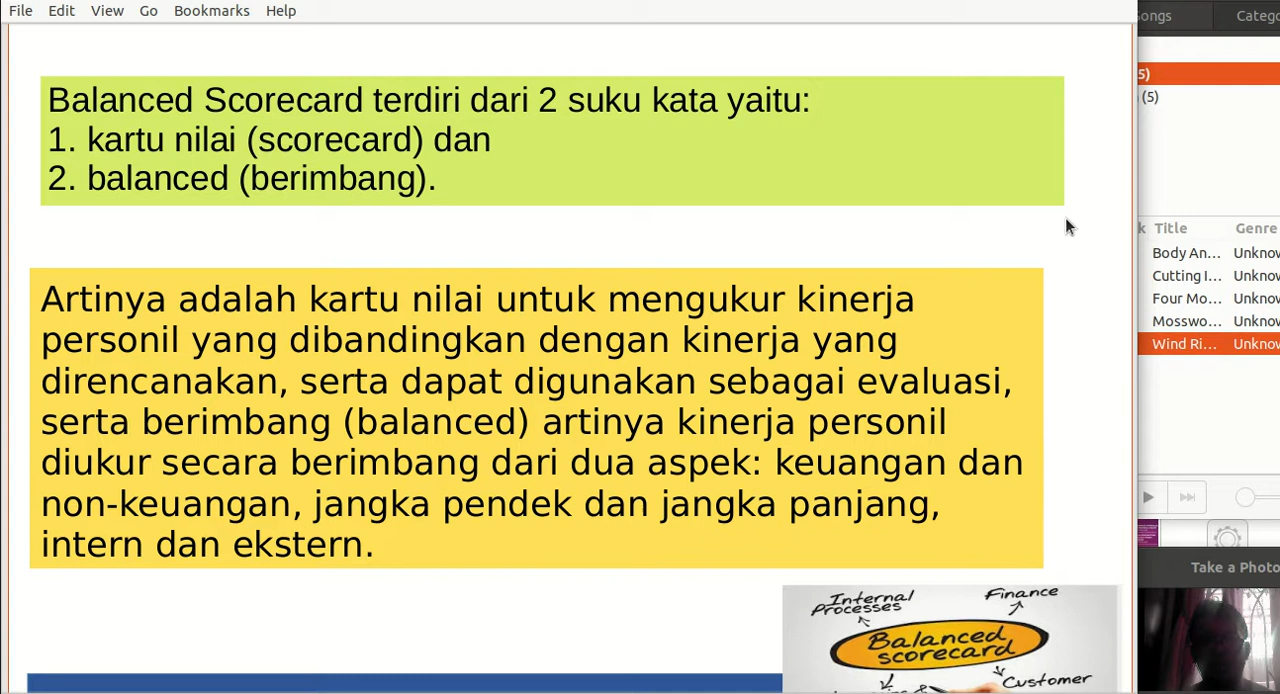 File Edit View Go Bookmarks Help
Balanced Scorecard terdiri dari 2 suku kata yaitu:
1. kartu nilai (scorecard) dan
2. balanced (berimbang).
Artinya adalah kartu nilai untuk mengukur kinerja
personil yang dibandingkan dengan kinerja yang
direncanakan, serta dapat digunakan sebagai evaluasi,
serta berimbang (balanced) artinya kinerja personil
diukur secara berimbang dari dua aspek: keuangan dan
non-keuangan, jangka pendek dan jangka panjang,
intern dan ekstern.
Internal
Processes
Finance
Balanced
scorecard
Customer
5)
(5)
k Title Genre
Body An... Unknow
Cutting I... Unknow
Four Mo... Unknow
Mosswo... Unknow
Wind Ri... Unknow
Take a Photo